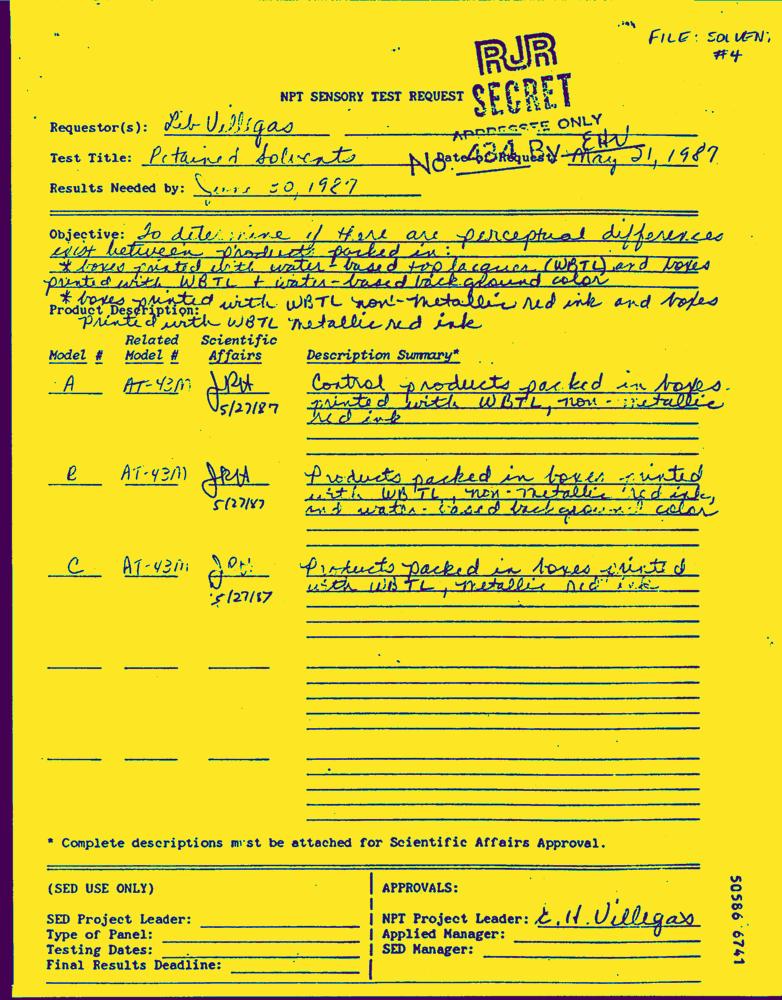 FILE: SOLVEN
#4
RJR
SECRET
NPT SENSORY TEST REQUEST
ADDRESSEE ONLY
Requestor(s): Lib Villegas
No. 434 By EHV
Test Title: Retained Solvents Date of Request: May 21, 1987
Results Needed by: June 30, 1987
Objective: To determine if there are perceptual differences
exist between products packed in:
* boxes printed with water-based top lacquer (WBTL) and boxes
printed with WBTL + water-based background color
* boxes printed with WBTL non-metallic red ink and boxes
Product Description:
printed with WBTL metallic red ink
Related Scientific
Model # Model # Affairs Description Summary*
A AT-43M JRH Control products packed in boxes
5/27/87 printed with WBTL, non-metallic
red ink
B AT-43M JRH Products packed in boxes printed
5/27/87 with WBTL, non-metallic red ink,
and water-based background color
C AT-43M Products packed in boxes printed
5/27/87 with WBTL, metallic red ink
* Complete descriptions must be attached for Scientific Affairs Approval.
(SED USE ONLY) APPROVALS:
SED Project Leader: NPT Project Leader: E. H. Villegas
Type of Panel: Applied Manager:
Testing Dates: SED Manager:
Final Results Deadline:
50586 6741